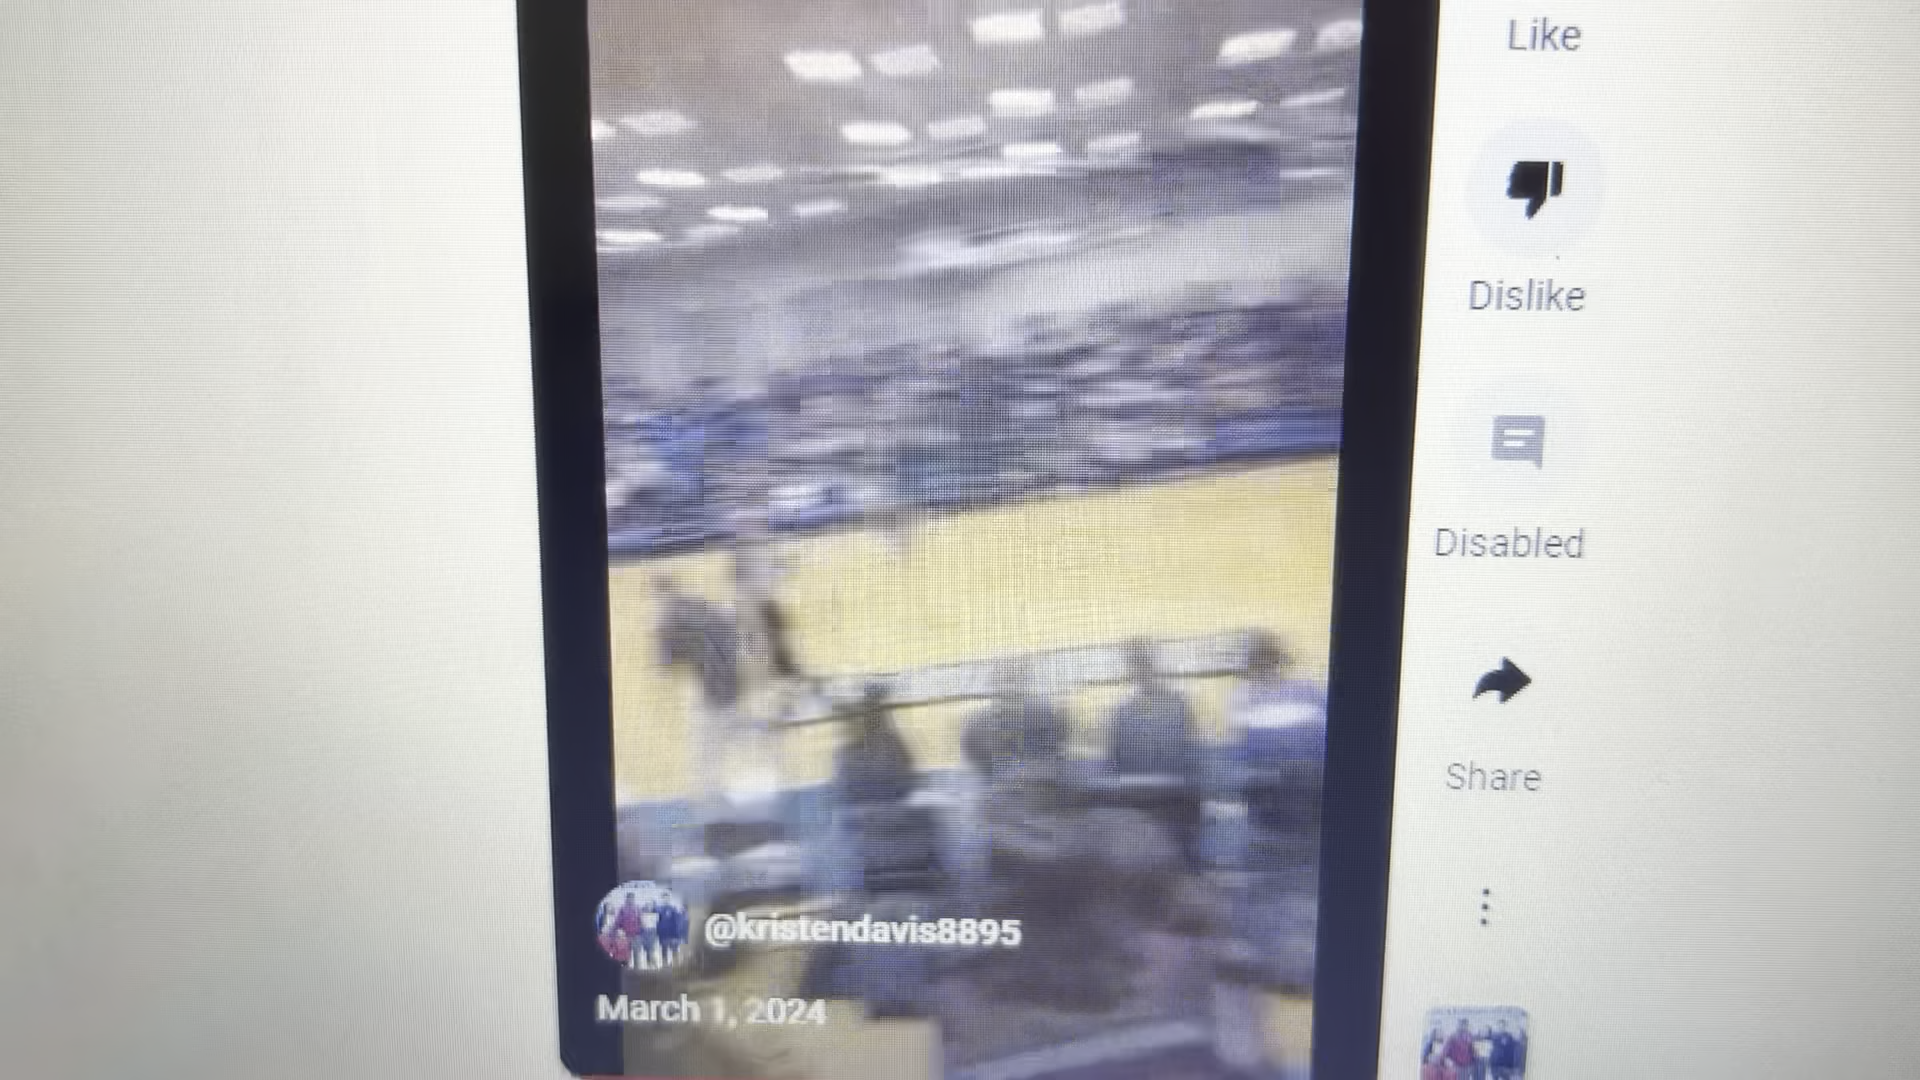 Like
Dislike
Disabled
Share
@kristendavis8895
March 1, 2024